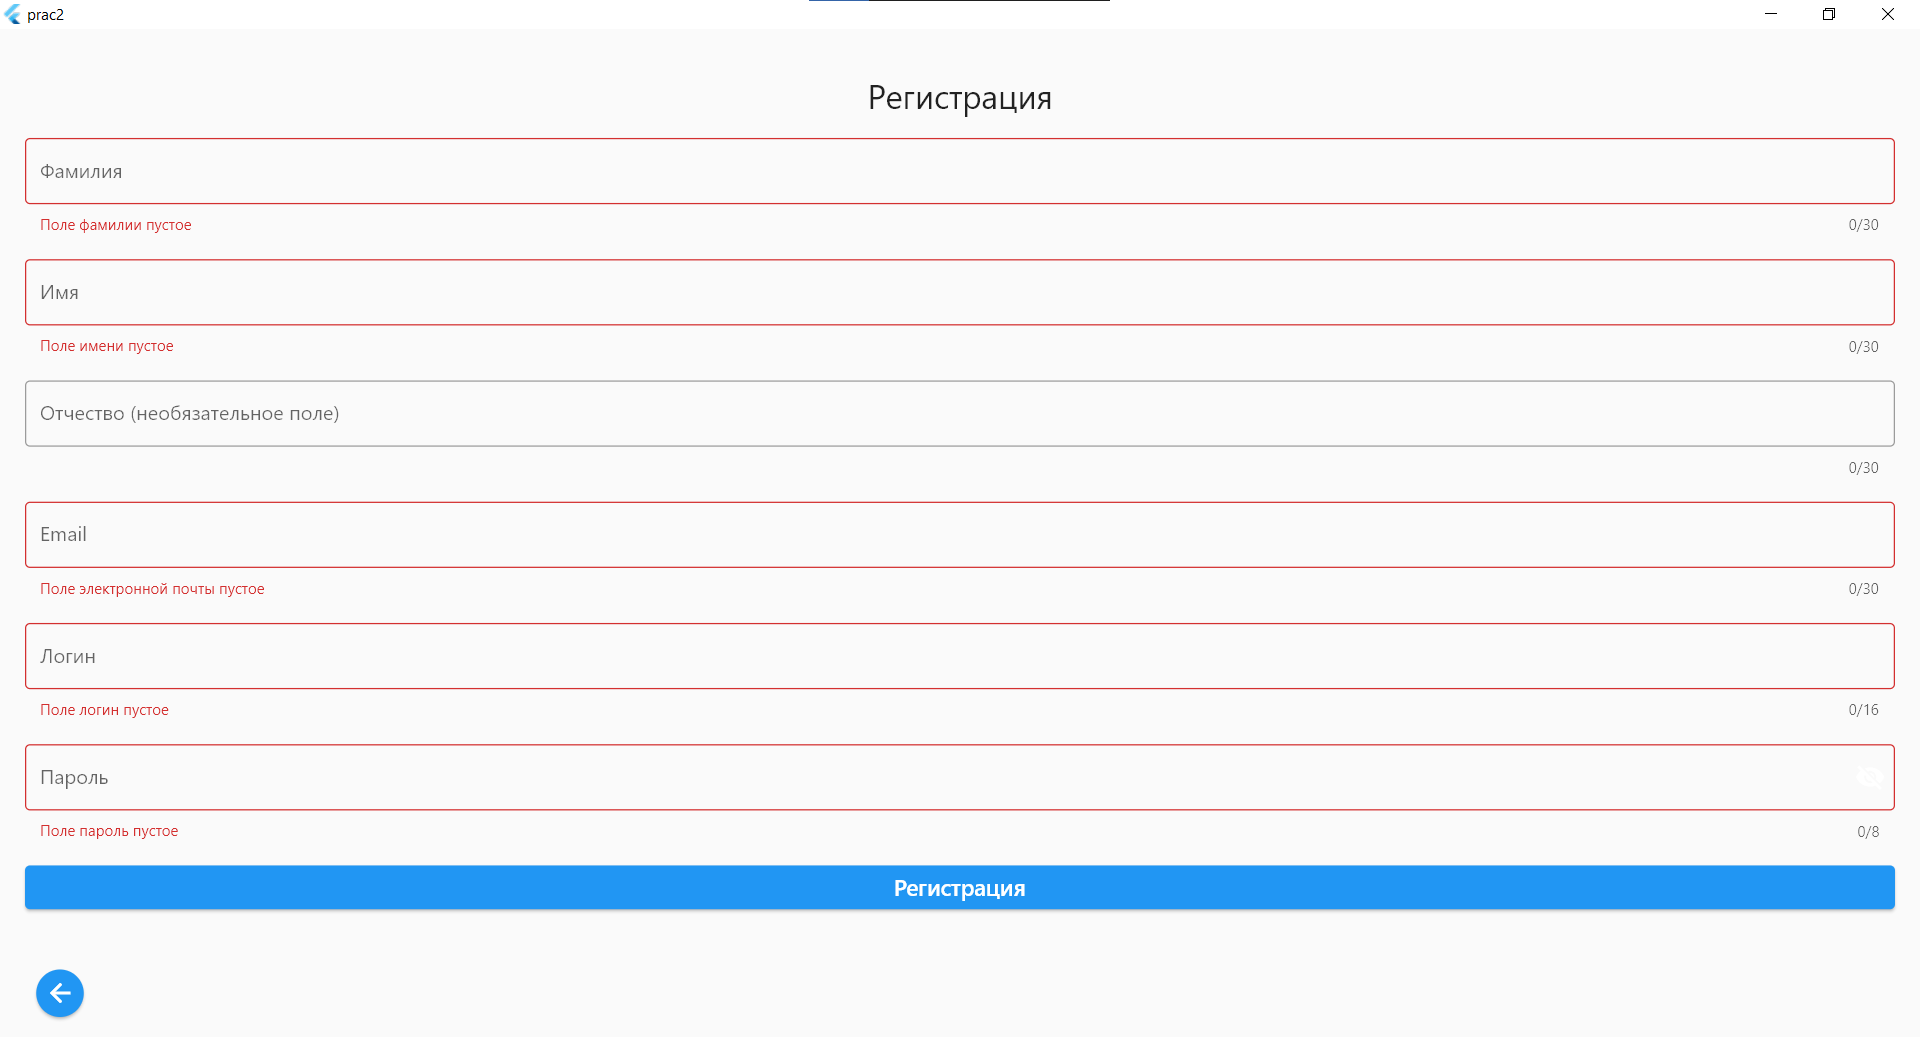 prac2
Регистрация
Фамилия
Поле фамилии пустое 0/30
Имя
Поле имени пустое 0/30
Отчество (необязательное поле)
0/30
Email
Поле электронной почты пустое 0/30
Логин
Поле логин пустое 0/16
Пароль
Поле пароль пустое 0/8
Регистрация